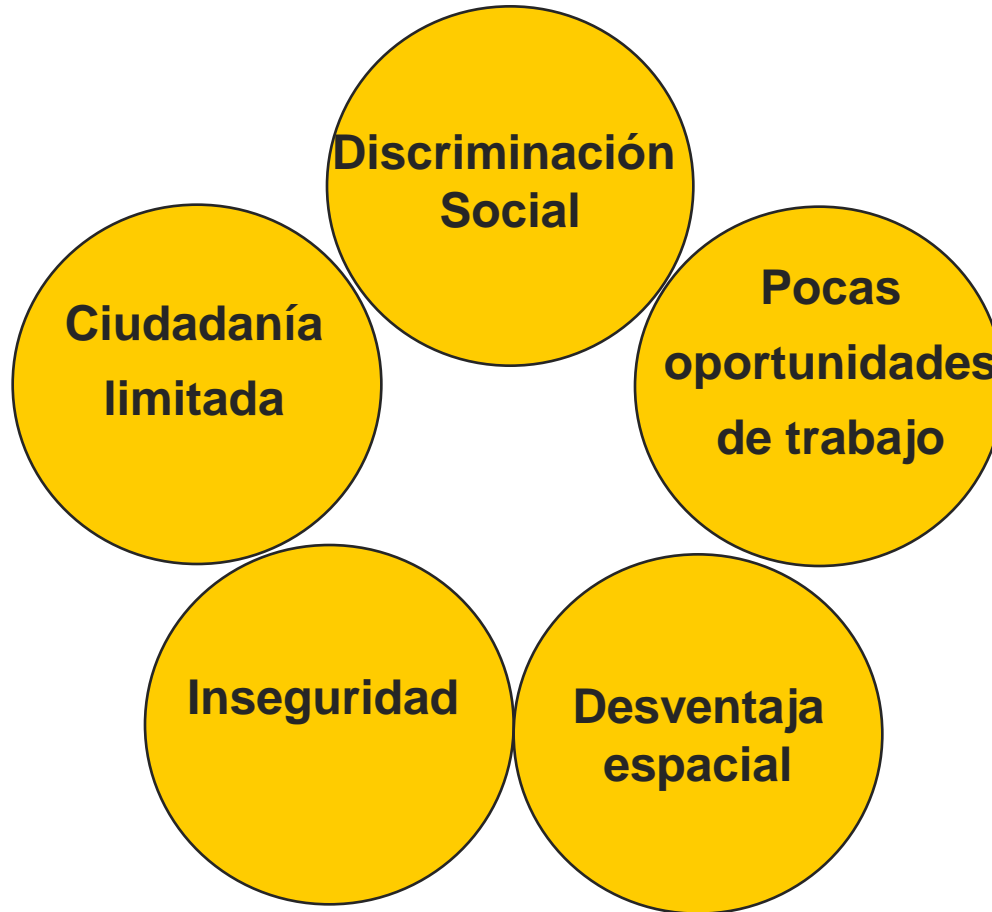 Discriminación
Social
Ciudadanía
limitada
Pocas
oportunidades
de trabajo
Inseguridad
Desventaja
espacial